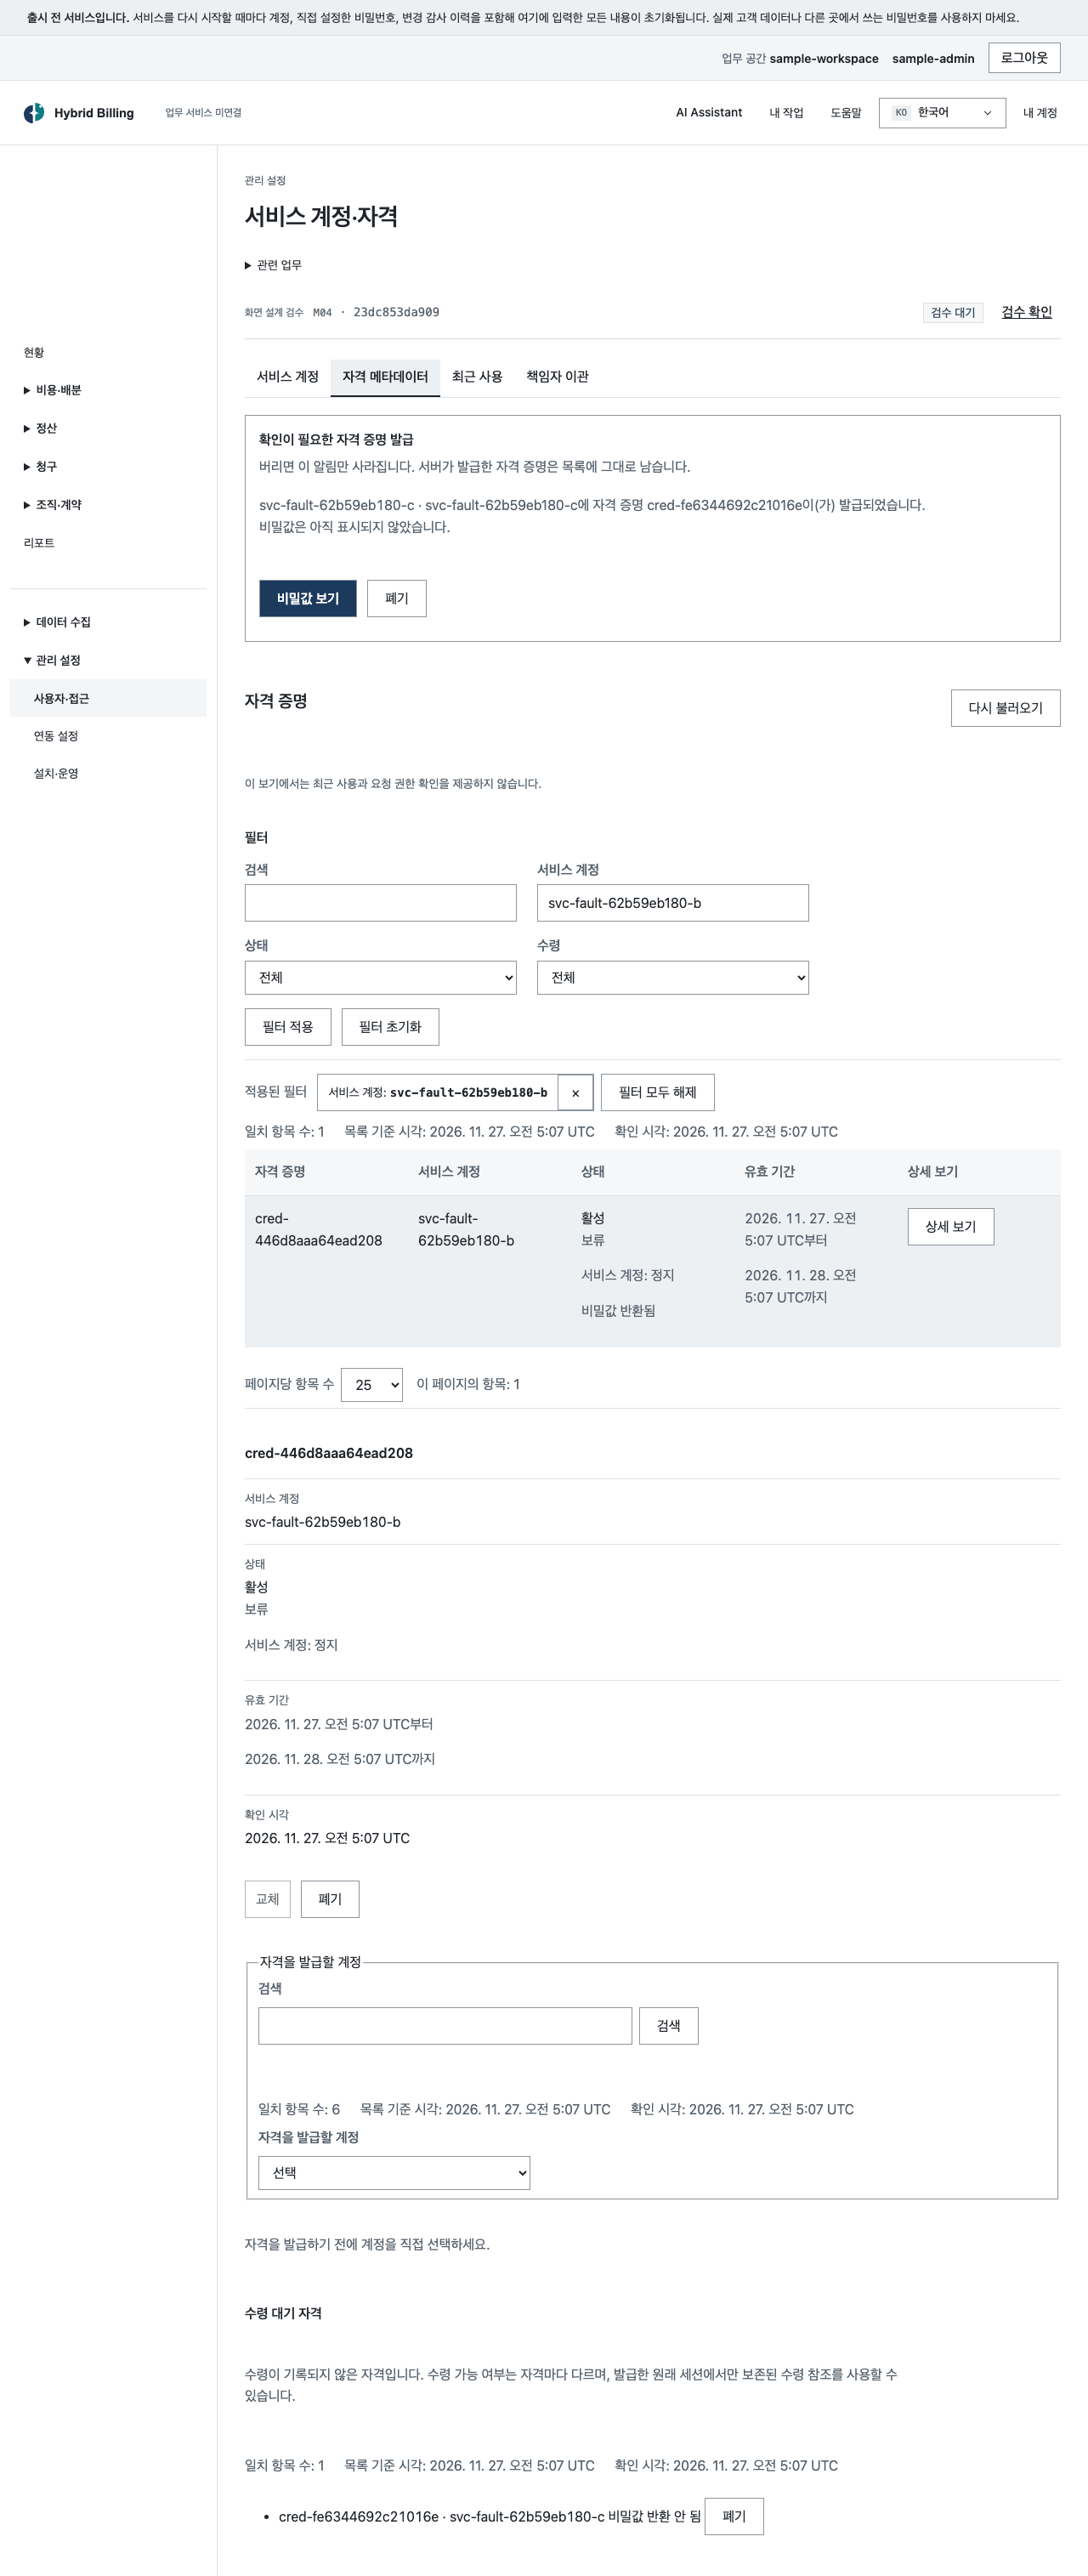 출시 전 서비스입니다. 서비스를 다시 시작할 때마다 계정, 직접 설정한 비밀번호, 변경 감사 이력을 포함해 여기에 입력한 모든 내용이 초기화됩니다. 실제 고객 데이터나 다른 곳에서 쓰는 비밀번호를 사용하지 마세요.
업무 공간 sample-workspace sample-admin 로그아웃
Hybrid Billing 업무 서비스 미연결 AI Assistant 내 작업 도움말 KO 한국어 내 계정
현황
▶ 비용·배분
▶ 정산
▶ 청구
▶ 조직·계약
리포트
▶ 데이터 수집
▼ 관리 설정
사용자·접근
연동 설정
설치·운영
관리 설정
서비스 계정·자격
▶ 관련 업무
화면 설계 검수 M04 · 23dc853da909 검수 대기 검수 확인
서비스 계정 자격 메타데이터 최근 사용 책임자 이관
확인이 필요한 자격 증명 발급
버리면 이 알림만 사라집니다. 서버가 발급한 자격 증명은 목록에 그대로 남습니다.
svc-fault-62b59eb180-c · svc-fault-62b59eb180-c에 자격 증명 cred-fe6344692c21016e이(가) 발급되었습니다.
비밀값은 아직 표시되지 않았습니다.
비밀값 보기 폐기
자격 증명 다시 불러오기
이 보기에서는 최근 사용과 요청 권한 확인을 제공하지 않습니다.
필터
검색 서비스 계정
svc-fault-62b59eb180-b
상태 수령
전체 전체
필터 적용 필터 초기화
적용된 필터 서비스 계정: svc-fault-62b59eb180-b × 필터 모두 해제
일치 항목 수: 1 목록 기준 시각: 2026. 11. 27. 오전 5:07 UTC 확인 시각: 2026. 11. 27. 오전 5:07 UTC
자격 증명 서비스 계정 상태 유효 기간 상세 보기
cred- svc-fault- 활성 2026. 11. 27. 오전 상세 보기
446d8aaa64ead208 62b59eb180-b 보류 5:07 UTC부터
서비스 계정: 정지 2026. 11. 28. 오전
5:07 UTC까지
비밀값 반환됨
페이지당 항목 수 25 이 페이지의 항목: 1
cred-446d8aaa64ead208
서비스 계정
svc-fault-62b59eb180-b
상태
활성
보류
서비스 계정: 정지
유효 기간
2026. 11. 27. 오전 5:07 UTC부터
2026. 11. 28. 오전 5:07 UTC까지
확인 시각
2026. 11. 27. 오전 5:07 UTC
교체 폐기
자격을 발급할 계정
검색
검색
일치 항목 수: 6 목록 기준 시각: 2026. 11. 27. 오전 5:07 UTC 확인 시각: 2026. 11. 27. 오전 5:07 UTC
자격을 발급할 계정
선택
자격을 발급하기 전에 계정을 직접 선택하세요.
수령 대기 자격
수령이 기록되지 않은 자격입니다. 수령 가능 여부는 자격마다 다르며, 발급한 원래 세션에서만 보존된 수령 참조를 사용할 수
있습니다.
일치 항목 수: 1 목록 기준 시각: 2026. 11. 27. 오전 5:07 UTC 확인 시각: 2026. 11. 27. 오전 5:07 UTC
• cred-fe6344692c21016e · svc-fault-62b59eb180-c 비밀값 반환 안 됨 폐기